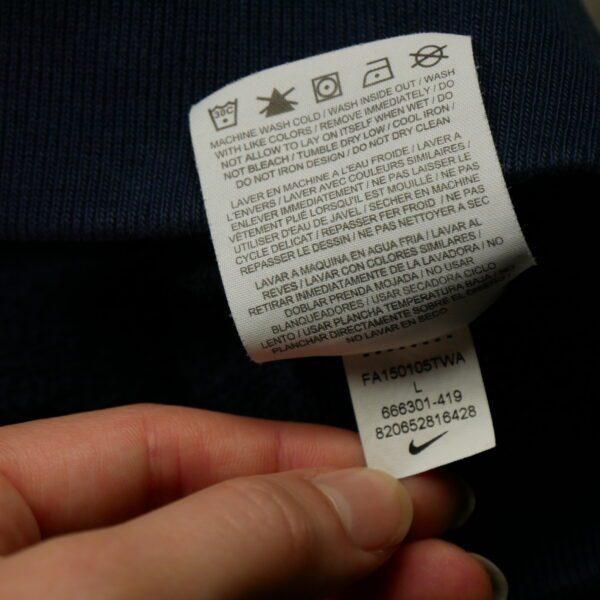 30C
MACHINE WASH COLD / WASH INSIDE OUT / WASH
WITH LIKE COLORS / REMOVE IMMEDIATELY / DO
NOT ALLOW TO LAY ON ITSELF WHEN WET / DO
NOT BLEACH / TUMBLE DRY LOW / COOL IRON /
DO NOT IRON DESIGN / DO NOT DRY CLEAN
LAVER EN MACHINE A L'EAU FROIDE / LAVER A
L'ENVERS / LAVER AVEC COULEURS SIMILAIRES /
ENLEVER IMMEDIATEMENT / NE PAS LAISSER LE
VÊTEMENT PLIÉ LORSQU'IL EST MOUILLÉ / NE PAS
UTILISER D'EAU DE JAVEL / SÉCHER EN MACHINE
CYCLE DELICAT / REPASSER FER FROID / NE PAS
REPASSER LE DESSIN / NE PAS NETTOYER A SEC
LAVAR A MAQUINA EN AGUA FRIA / LAVAR AL
REVES / LAVAR CON COLORES SIMILARES / NO
RETIRAR INMEDIATAMENTE DE LA LAVADORA / NO
DOBLAR PRENDA MOJADA / NO USAR
BLANQUEADORES / USAR SECADORA CICLO
LENTO / USAR PLANCHA TEMPERATURA BAJA / NO
PLANCHAR DIRECTAMENTE SOBRE EL
NO LAVAR EN SECO
FA150105TWA
L
666301-419
820652816428